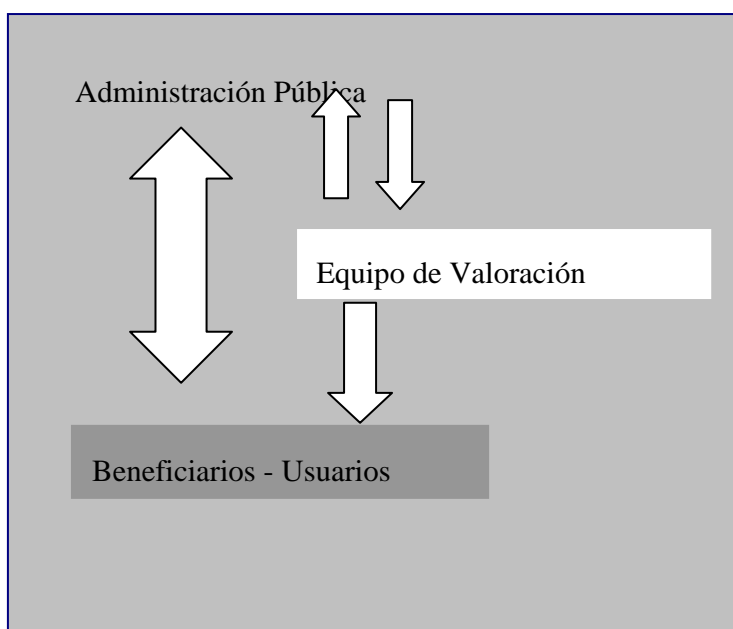 Administración Pública
Equipo de Valoración
Beneficiarios - Usuarios